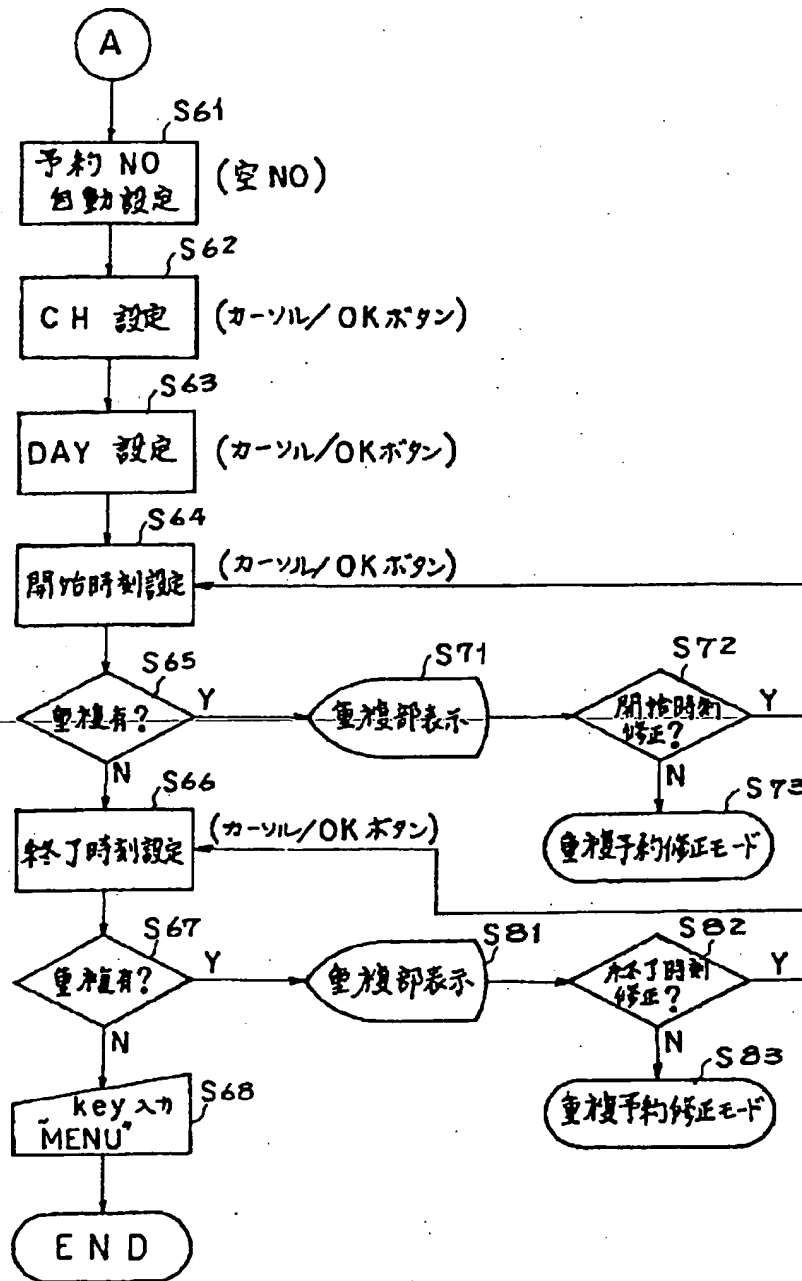 A
S61
予約 NO
自動設定
(空NO)
S62
CH 設定
(カーソル/OKボタン)
S63
DAY 設定
(カーソル/OKボタン)
S64
開始時刻設定
(カーソル/OKボタン)
S65
重複有?
Y
N
S71
重複部表示
S72
開始時刻
修正?
Y
N
S73
重複予約修正モード
S66
終了時刻設定
(カーソル/OKボタン)
S67
重複有?
Y
N
S81
重複部表示
S82
終了時刻
修正?
Y
N
S83
重複予約修正モード
S68
key入力
"MENU"
END